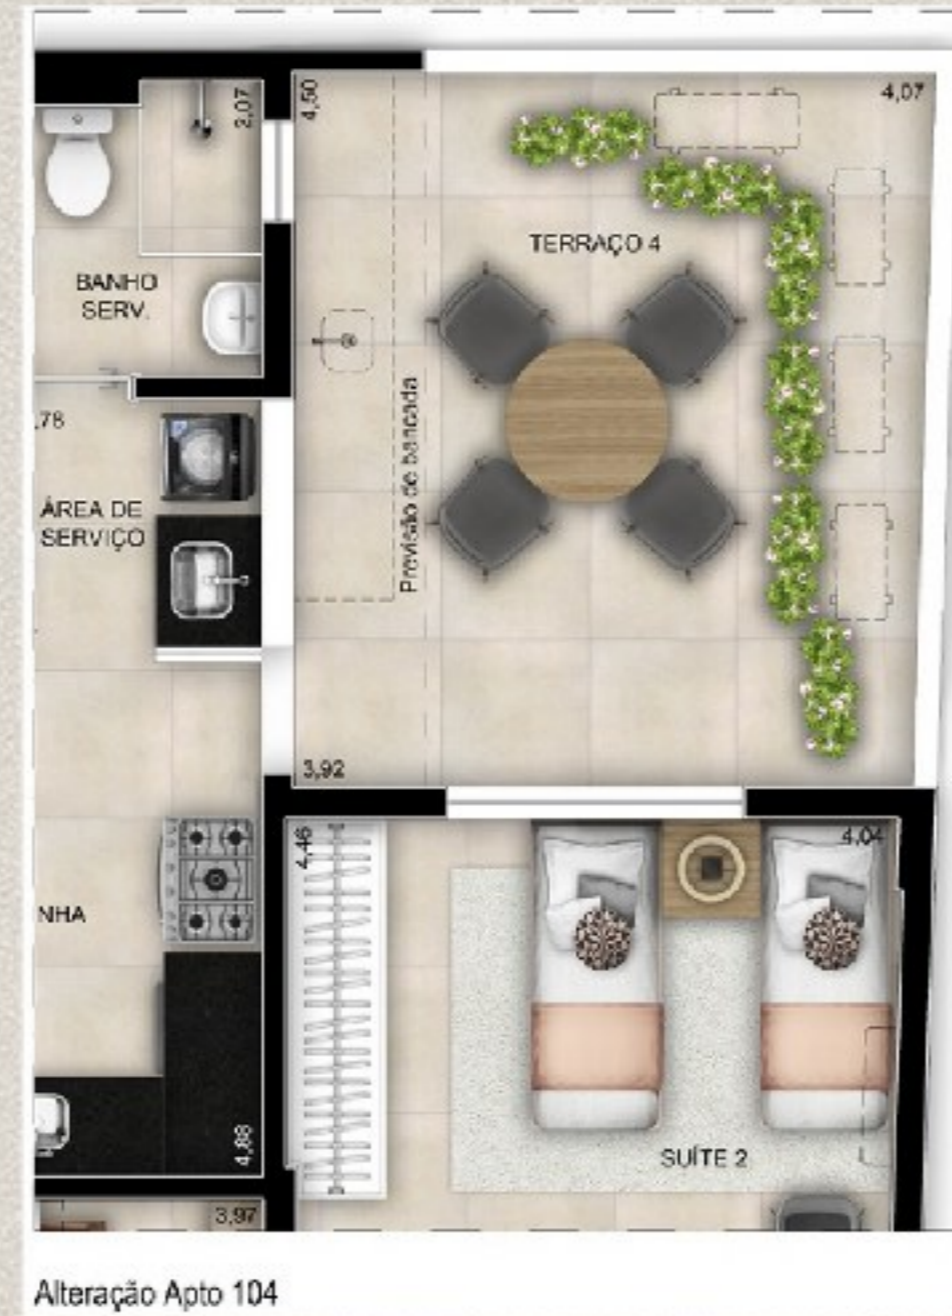 2,07
4,50
4,07
TERRAÇO 4
BANHO
SERV.
Previsão de bancada
,78
ÁREA DE
SERVIÇO
3,92
4,46
4,04
NHA
4,88
SUÍTE 2
3,97
Alteração Apto 104